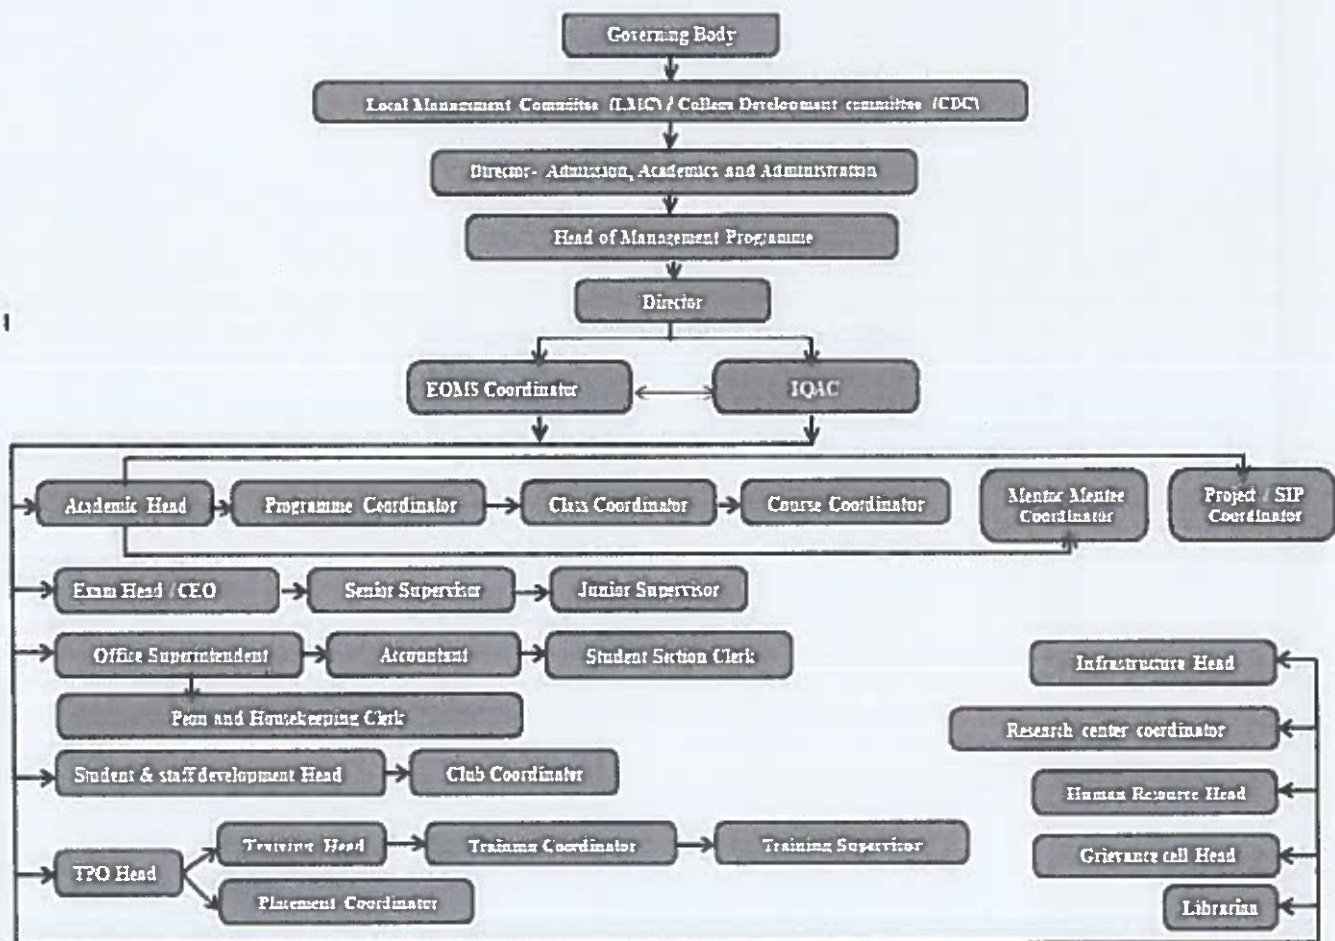 Governing Body
Local Management Committee (LMC) / College Development committee (CDC)
Director- Admission, Academics and Administration
Head of Management Programme
Director
EOMS Coordinator
IQAC
Academic Head
Programme Coordinator
Class Coordinator
Course Coordinator
Mentor Mentee
Coordinator
Project / SIP
Coordinator
Exam Head / CEO
Senior Supervisor
Junior Supervisor
Office Superintendent
Accountant
Student Section Clerk
Peon and Housekeeping Clerk
Student & staff development Head
Club Coordinator
TPO Head
Training Head
Training Coordinator
Training Supervisor
Placement Coordinator
Infrastructure Head
Research center coordinator
Human Resource Head
Grievance cell Head
Librarian